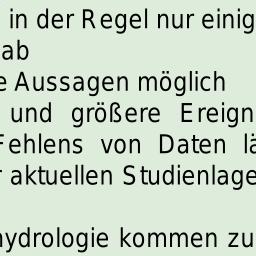 in der Regel nur einig
ab
e Aussagen möglich
und größere Ereign
Fehlens von Daten lä
r aktuellen Studienlage
hydrologie kommen zu